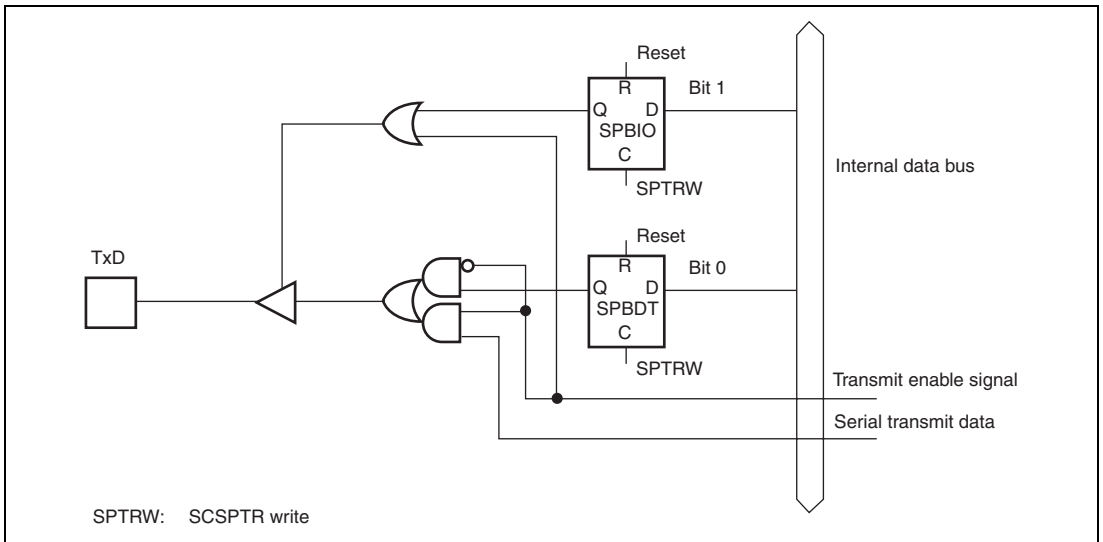 Reset
R
Bit 1
Q D
SPBIO
C
SPTRW
Internal data bus
Reset
TxD
R
Bit 0
Q D
SPBDT
C
SPTRW
Transmit enable signal
Serial transmit data
SPTRW: SCSPTR write